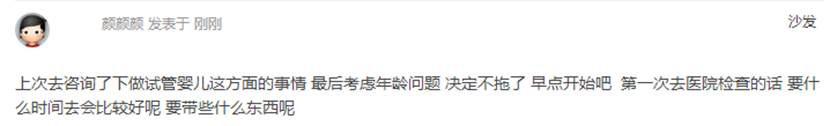 颜颜颜 发表于 刚刚 沙发
上次去咨询了下做试管婴儿这方面的事情 最后考虑年龄问题 决定不拖了 早点开始吧 第一次去医院检查的话 要什
么时间去会比较好呢 要带些什么东西呢